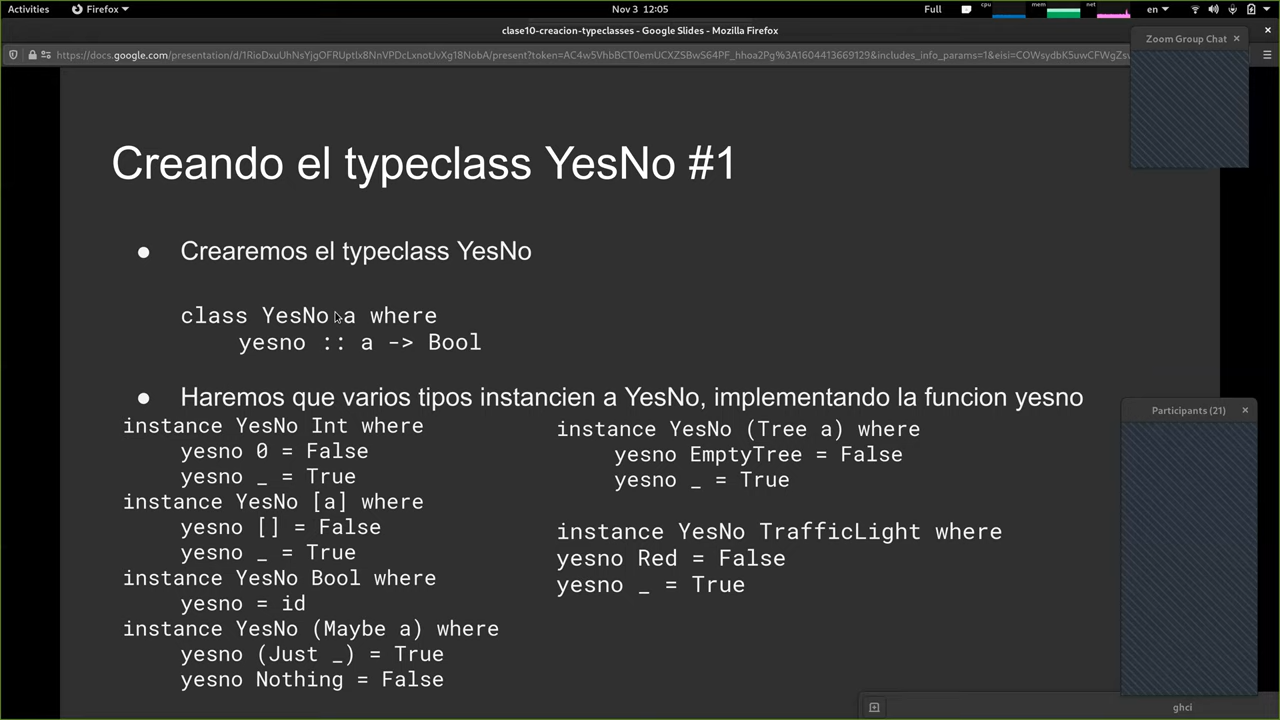 Activities
Firefox
Nov 3 12:05
Full
cpu
mem
net
en
clase10-creacion-typeclasses - Google Slides - Mozilla Firefox
Zoom Group Chat
Creando el typeclass YesNo #1
● Crearemos el typeclass YesNo
class YesNo a where
yesno :: a -> Bool
● Haremos que varios tipos instancien a YesNo, implementando la funcion yesno
instance YesNo Int where
yesno 0 = False
yesno _ = True
instance YesNo [a] where
yesno [] = False
yesno _ = True
instance YesNo Bool where
yesno = id
instance YesNo (Maybe a) where
yesno (Just _) = True
yesno Nothing = False
instance YesNo (Tree a) where
yesno EmptyTree = False
yesno _ = True
instance YesNo TrafficLight where
yesno Red = False
yesno _ = True
Participants (21)
ghci